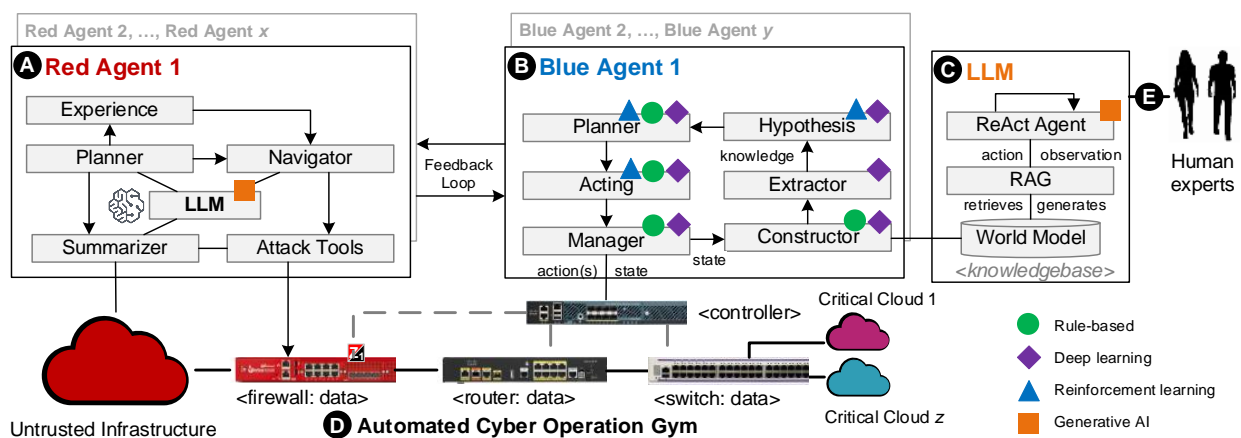 Red Agent 2, ..., Red Agent x
Blue Agent 2, ..., Blue Agent y
A Red Agent 1
B Blue Agent 1
C LLM
E
Experience
Planner
Navigator
LLM
Summarizer
Attack Tools
Feedback
Loop
Planner
Hypothesis
knowledge
Acting
Extractor
Manager
state
Constructor
action(s)
state
ReAct Agent
action
observation
RAG
retrieves
generates
World Model
<knowledgebase>
Human
experts
<controller>
Critical Cloud 1
Critical Cloud z
<firewall: data>
<router: data>
<switch: data>
Untrusted Infrastructure
D Automated Cyber Operation Gym
Rule-based
Deep learning
Reinforcement learning
Generative AI